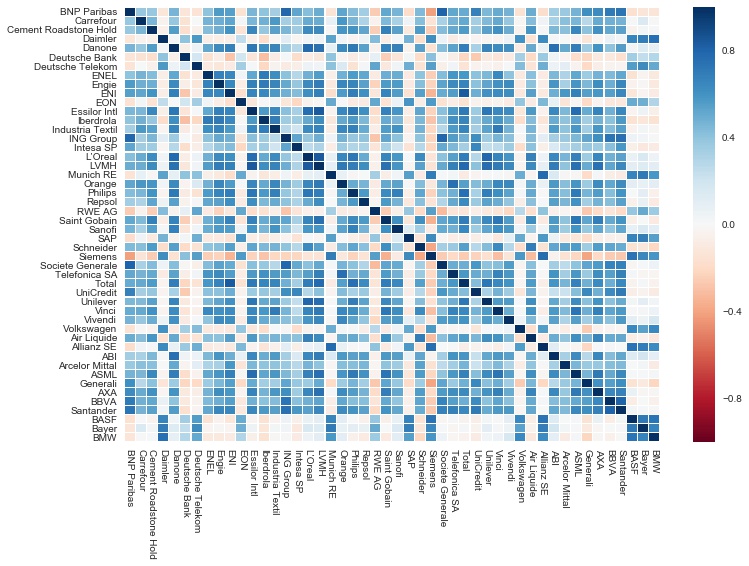 BNP Paribas
Carrefour
Cement Roadstone Hold
Daimler
Danone
Deutsche Bank
Deutsche Telekom
ENEL
Engie
ENI
EON
Essilor Intl
Iberdrola
Industria Textil
ING Group
Intesa SP
L'Oreal
LVMH
Munich RE
Orange
Philips
Repsol
RWE AG
Saint Gobain
Sanofi
SAP
Schneider
Siemens
Societe Generale
Telefonica SA
Total
UniCredit
Unilever
Vinci
Vivendi
Volkswagen
Air Liquide
Allianz SE
ABI
Arcelor Mittal
ASML
Generali
AXA
BBVA
Santander
BASF
Bayer
BMW
BNP Paribas
Carrefour
Cement Roadstone Hold
Daimler
Danone
Deutsche Bank
Deutsche Telekom
ENEL
Engie
ENI
EON
Essilor Intl
Iberdrola
Industria Textil
ING Group
Intesa SP
L'Oreal
LVMH
Munich RE
Orange
Philips
Repsol
RWE AG
Saint Gobain
Sanofi
SAP
Schneider
Siemens
Societe Generale
Telefonica SA
Total
UniCredit
Unilever
Vinci
Vivendi
Volkswagen
Air Liquide
Allianz SE
ABI
Arcelor Mittal
ASML
Generali
AXA
BBVA
Santander
BASF
Bayer
BMW
0.8
0.4
0.0
−0.4
−0.8